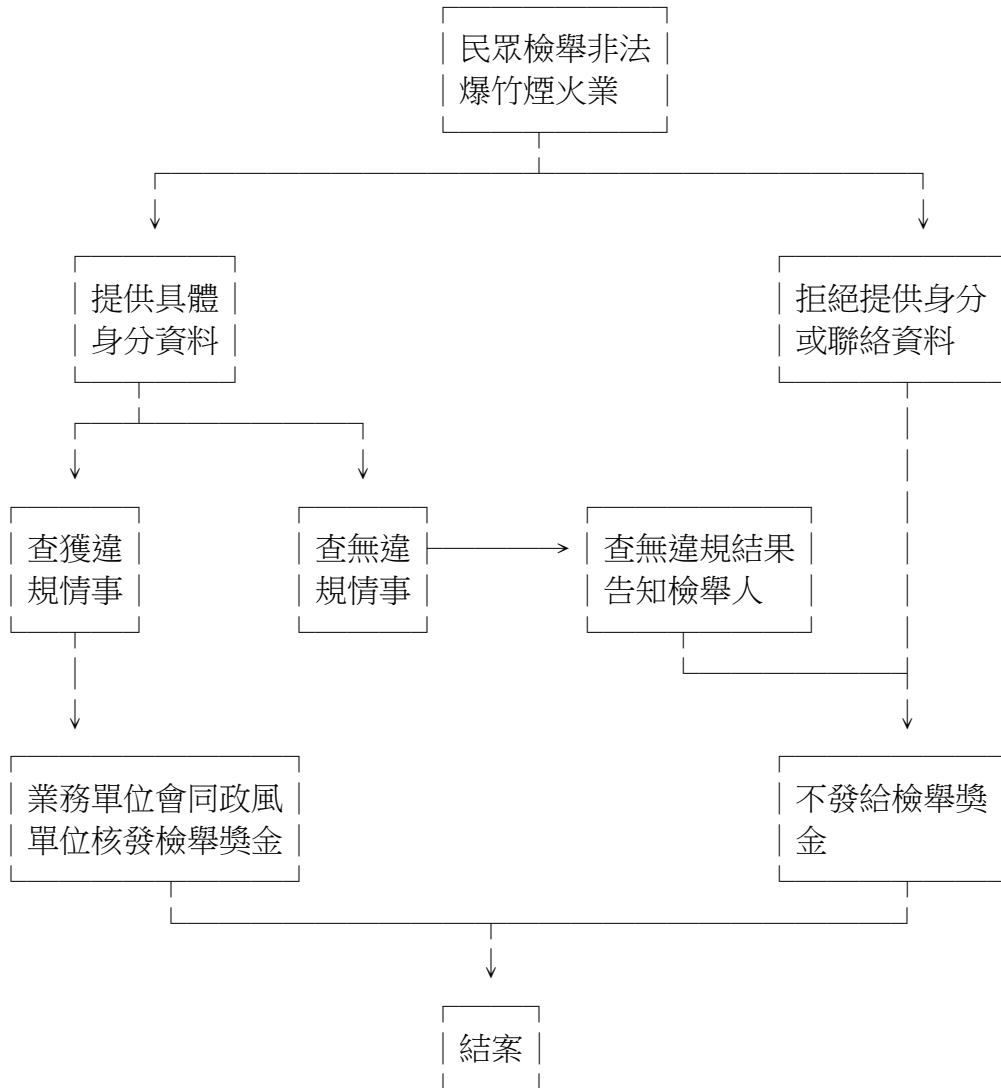 民眾檢舉非法
爆竹煙火業
提供具體
身分資料
拒絕提供身分
或聯絡資料
查獲違
規情事
查無違
規情事
查無違規結果
告知檢舉人
業務單位會同政風
單位核發檢舉獎金
不發給檢舉獎
金
結案